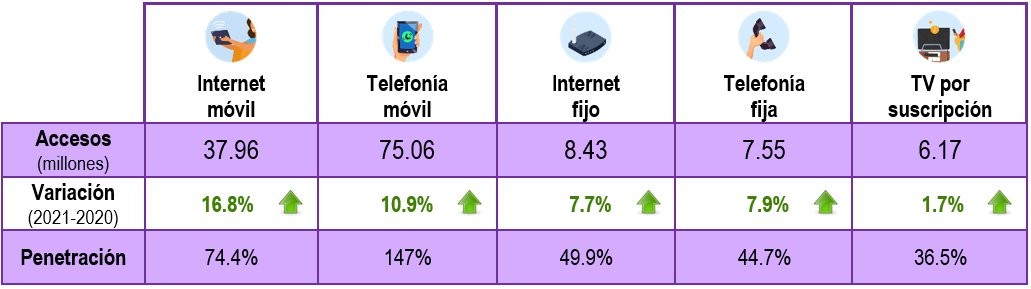 Internet
móvil
Telefonía
móvil
Internet
fijo
Telefonía
fija
TV por
suscripción
Accesos
(millones)
37.96
75.06
8.43
7.55
6.17
Variación
(2021-2020)
16.8%
10.9%
7.7%
7.9%
1.7%
Penetración
74.4%
147%
49.9%
44.7%
36.5%